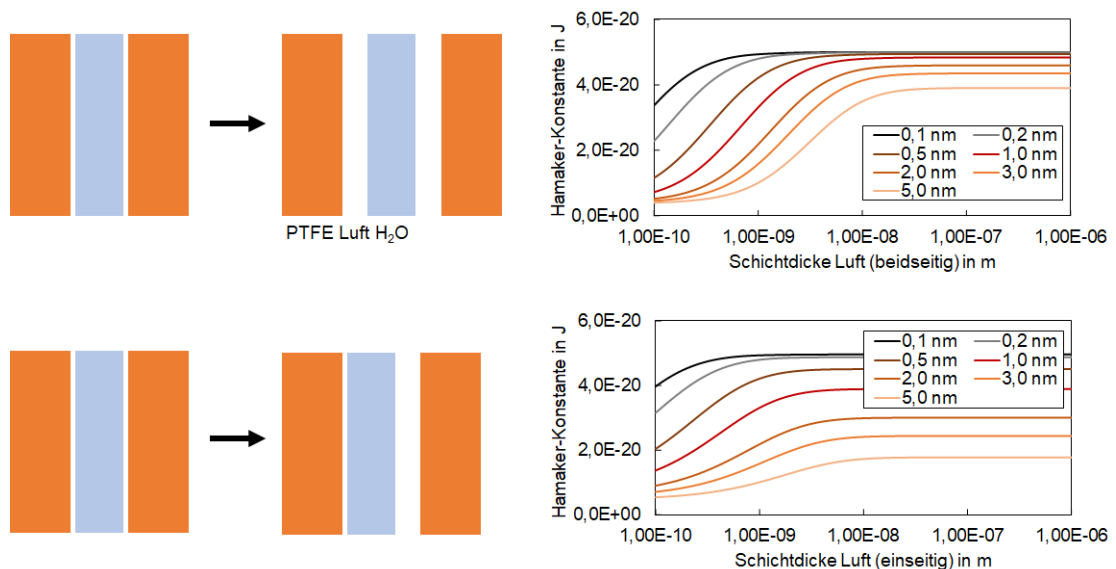 Hamaker-Konstante in J
6,0E-20
4,0E-20
2,0E-20
0,0E+00
0,1 nm 0,2 nm
0,5 nm 1,0 nm
2,0 nm 3,0 nm
5,0 nm
1,00E-10 1,00E-09 1,00E-08 1,00E-07 1,00E-06
Schichtdicke Luft (beidseitig) in m
PTFE Luft H₂O
Hamaker-Konstante in J
6,0E-20
4,0E-20
2,0E-20
0,0E+00
0,1 nm 0,2 nm
0,5 nm 1,0 nm
2,0 nm 3,0 nm
5,0 nm
1,00E-10 1,00E-09 1,00E-08 1,00E-07 1,00E-06
Schichtdicke Luft (einseitig) in m